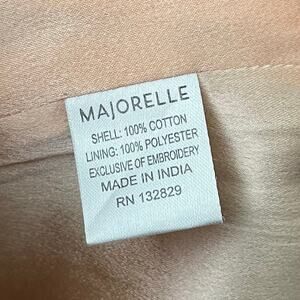 MAJORELLE
SHELL: 100% COTTON
LINING: 100% POLYESTER
EXCLUSIVE OF EMBROIDERY
MADE IN INDIA
RN 132829